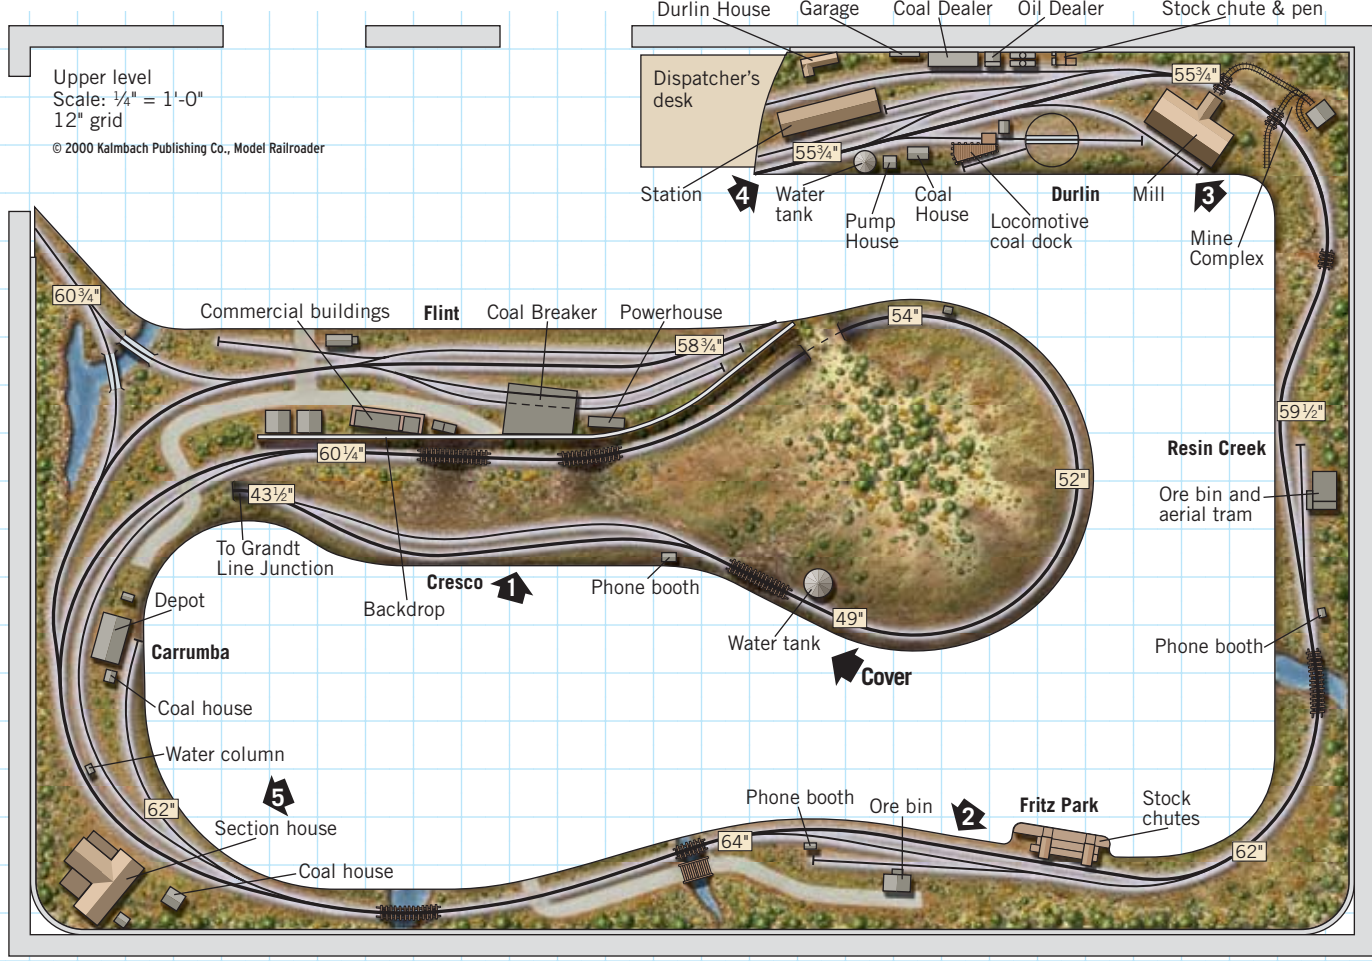 Durlin House
Garage
Coal Dealer
Oil Dealer
Stock chute & pen
Upper level
Scale: ¼" = 1'-0"
12" grid
© 2000 Kalmbach Publishing Co., Model Railroader
Dispatcher's
desk
55¾"
55¾"
Station
4
Water
tank
Pump
House
Coal
House
Locomotive
coal dock
Durlin
Mill
3
Mine
Complex
60¾"
Commercial buildings
Flint
Coal Breaker
Powerhouse
54"
58¾"
59½"
60¼"
Resin Creek
52"
43½"
Ore bin and
aerial tram
To Grandt
Line Junction
Cresco
1
Phone booth
Backdrop
Depot
49"
Water tank
Phone booth
Carrumba
Cover
Coal house
Water column
5
62"
Section house
Coal house
Phone booth
Ore bin
2
Fritz Park
Stock
chutes
64"
62"